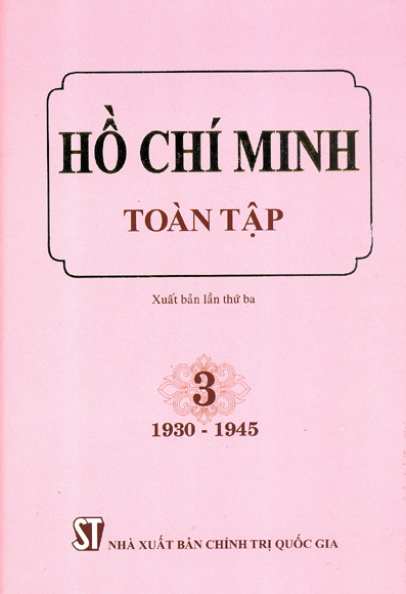 HỒ CHÍ MINH
TOÀN TẬP
Xuất bản lần thứ ba
3
1930 - 1945
ST NHÀ XUẤT BẢN CHÍNH TRỊ QUỐC GIA